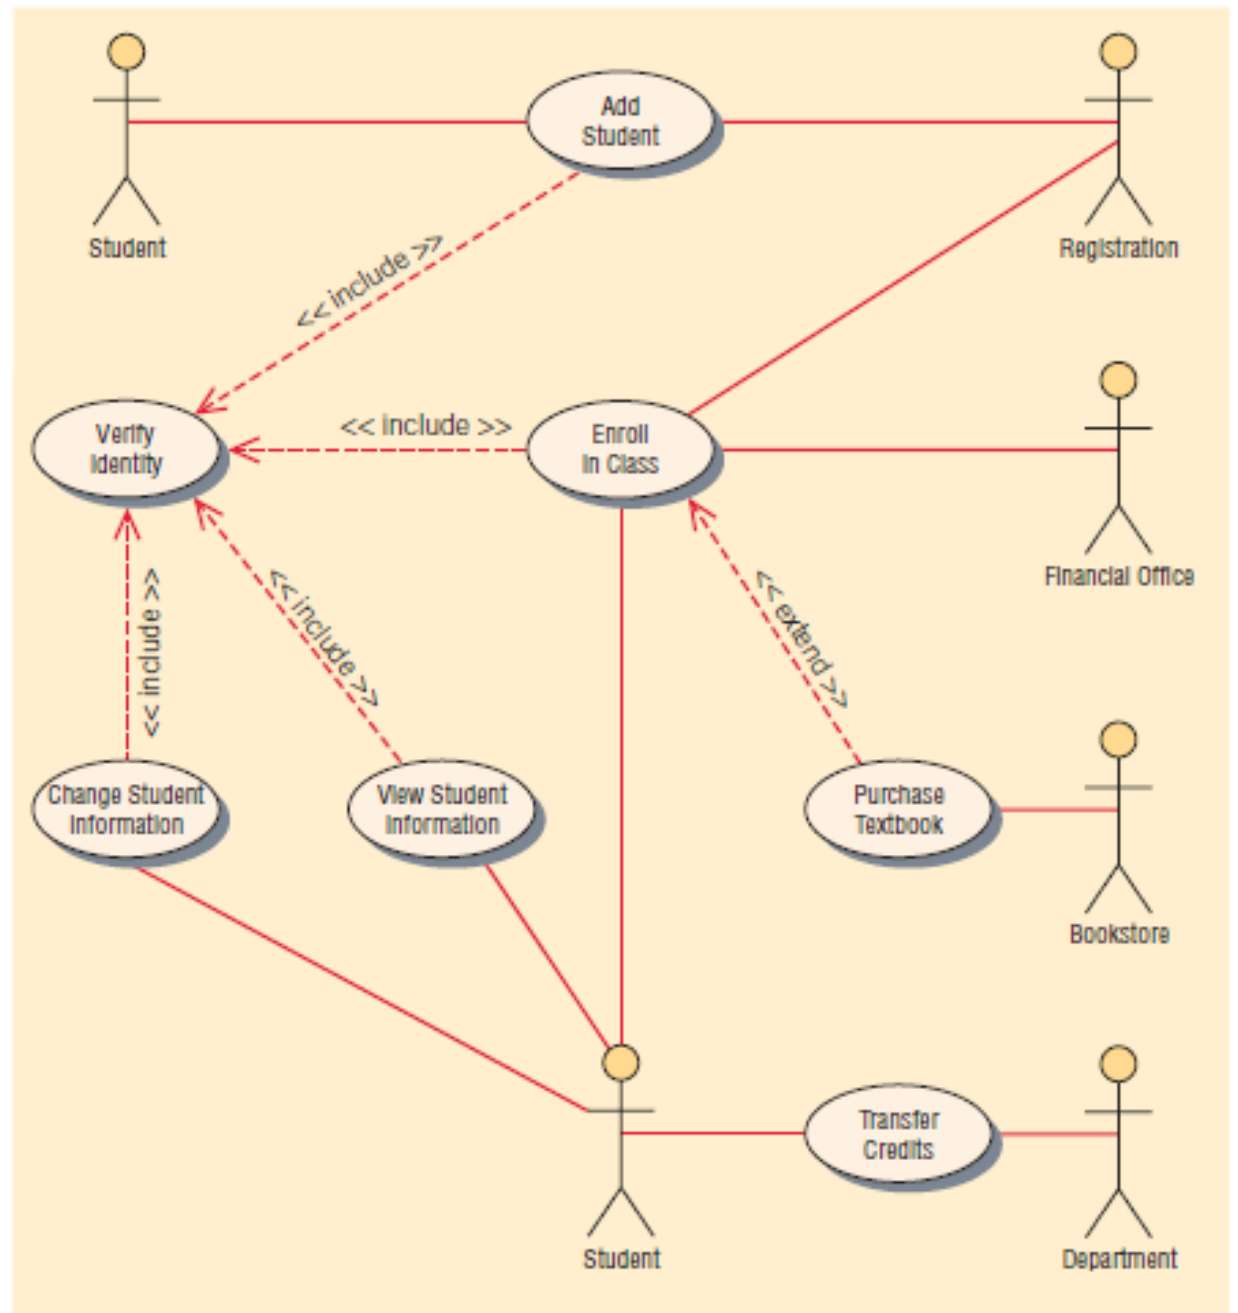 Add
Student
Student
Registration
<< include >>
Verify
Identity
<< include >>
Enroll
in Class
Financial Office
<< include >>
<< include >>
<< extend >>
Change Student
Information
View Student
Information
Purchase
Textbook
Bookstore
Transfer
Credits
Student
Department